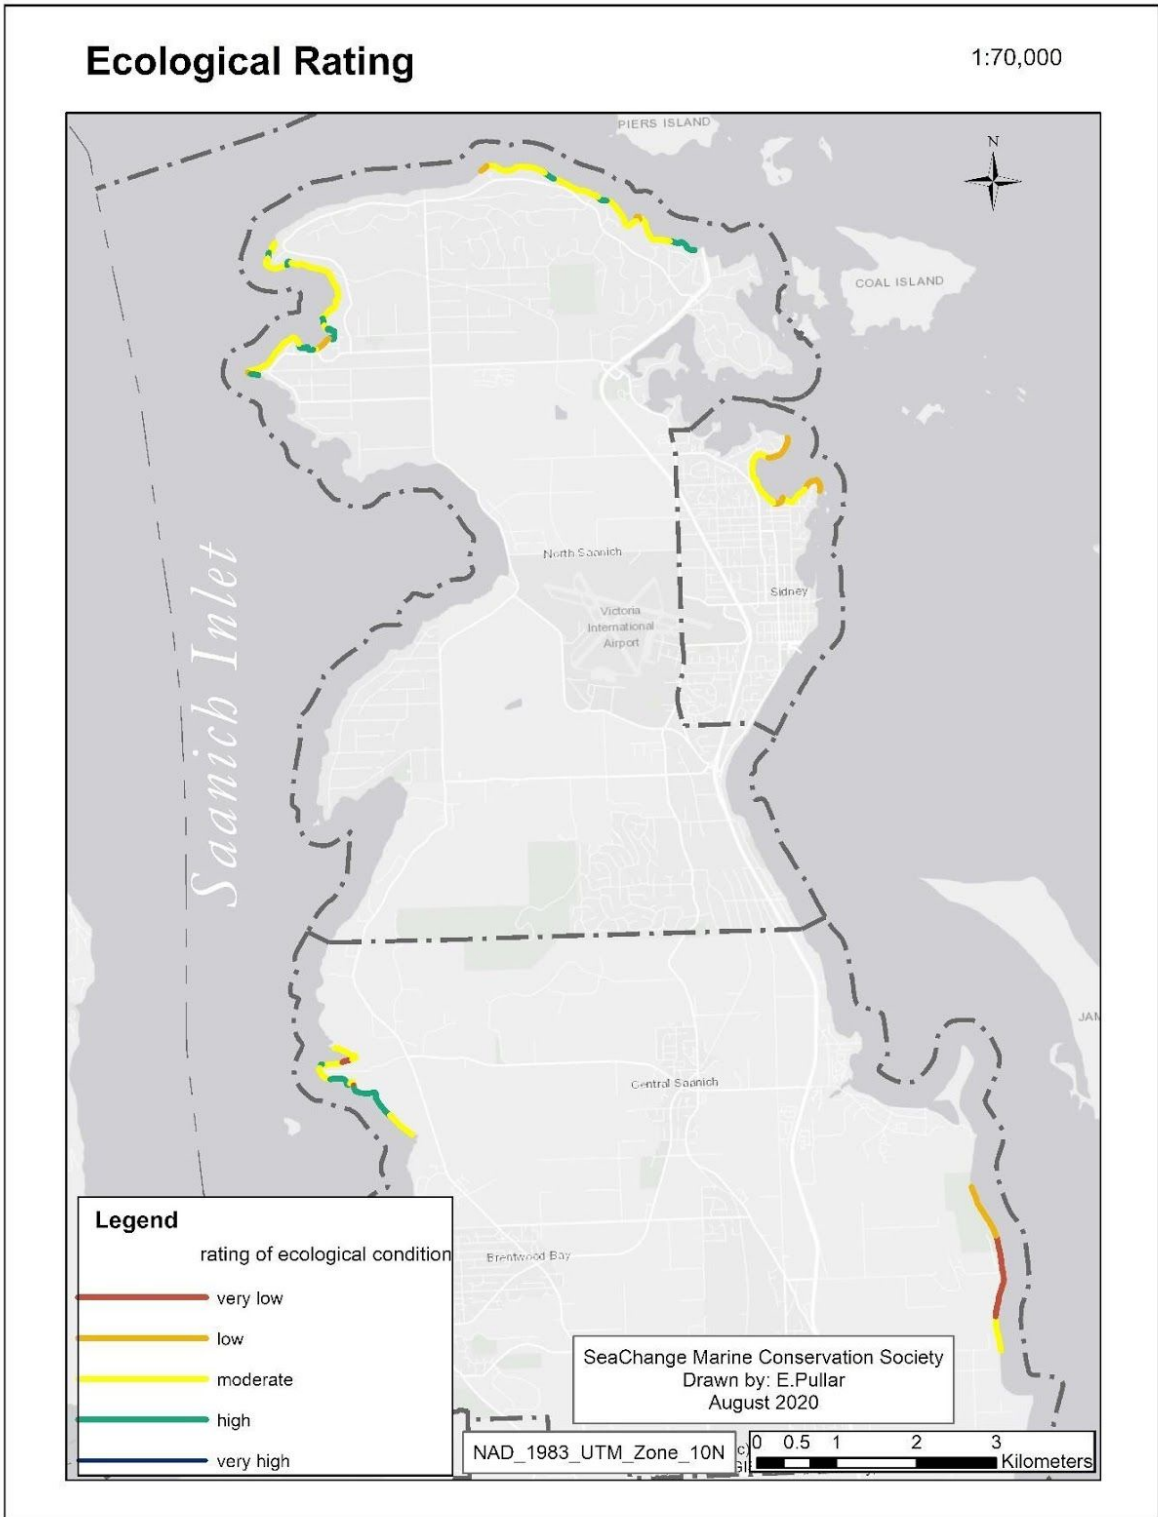 Ecological Rating
1:70,000
PIERS ISLAND
N
COAL ISLAND
North Saanich
Sidney
Victoria
International
Airport
Saanich Inlet
JAM
Central Saanich
Brentwood Bay
Legend
rating of ecological condition
very low
low
moderate
high
very high
SeaChange Marine Conservation Society
Drawn by: E.Pullar
August 2020
NAD_1983_UTM_Zone_10N
0 0.5 1 2 3
Kilometers